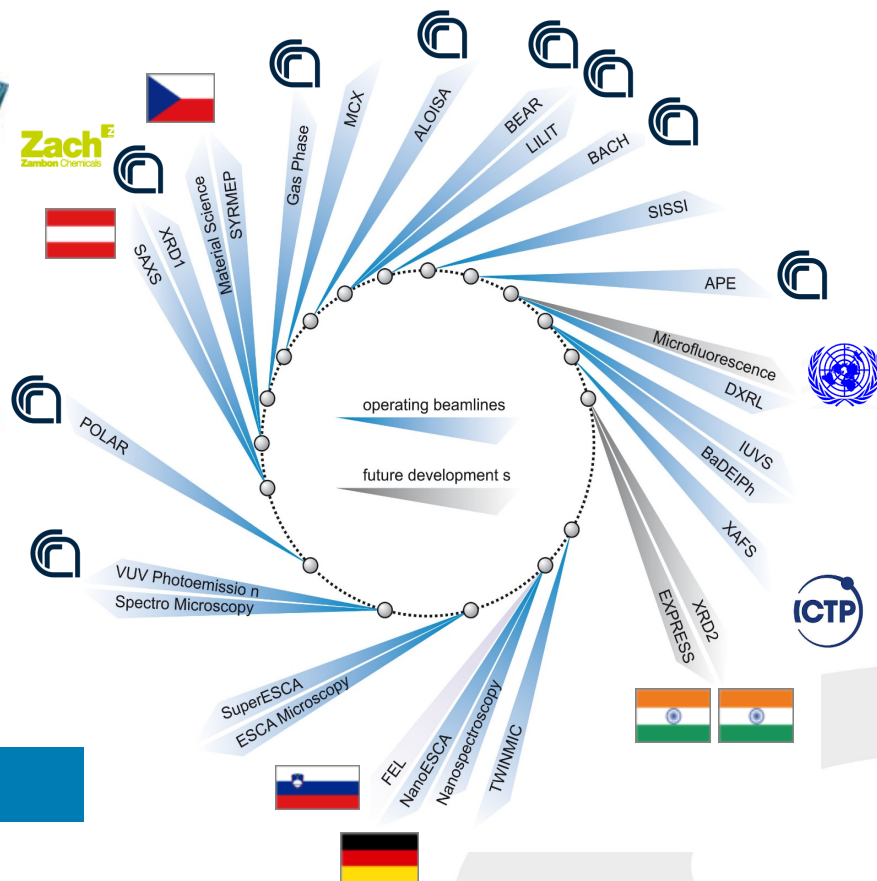 Zach
Z
Zambon Chemicals
SAXS
XRD1
Material Science
SYRMEP
Gas Phase
MCX
ALOISA
BEAR
LILIT
BACH
SISSI
APE
Microfluorescence
DXRL
IUVS
BaDElPh
XAFS
ICTP
XRD2
EXPRESS
operating beamlines
future development s
POLAR
VUV Photoemissio n
Spectro Microscopy
SuperESCA
ESCA Microscopy
FEL
NanoESCA
Nanospectroscopy
TWINMIC